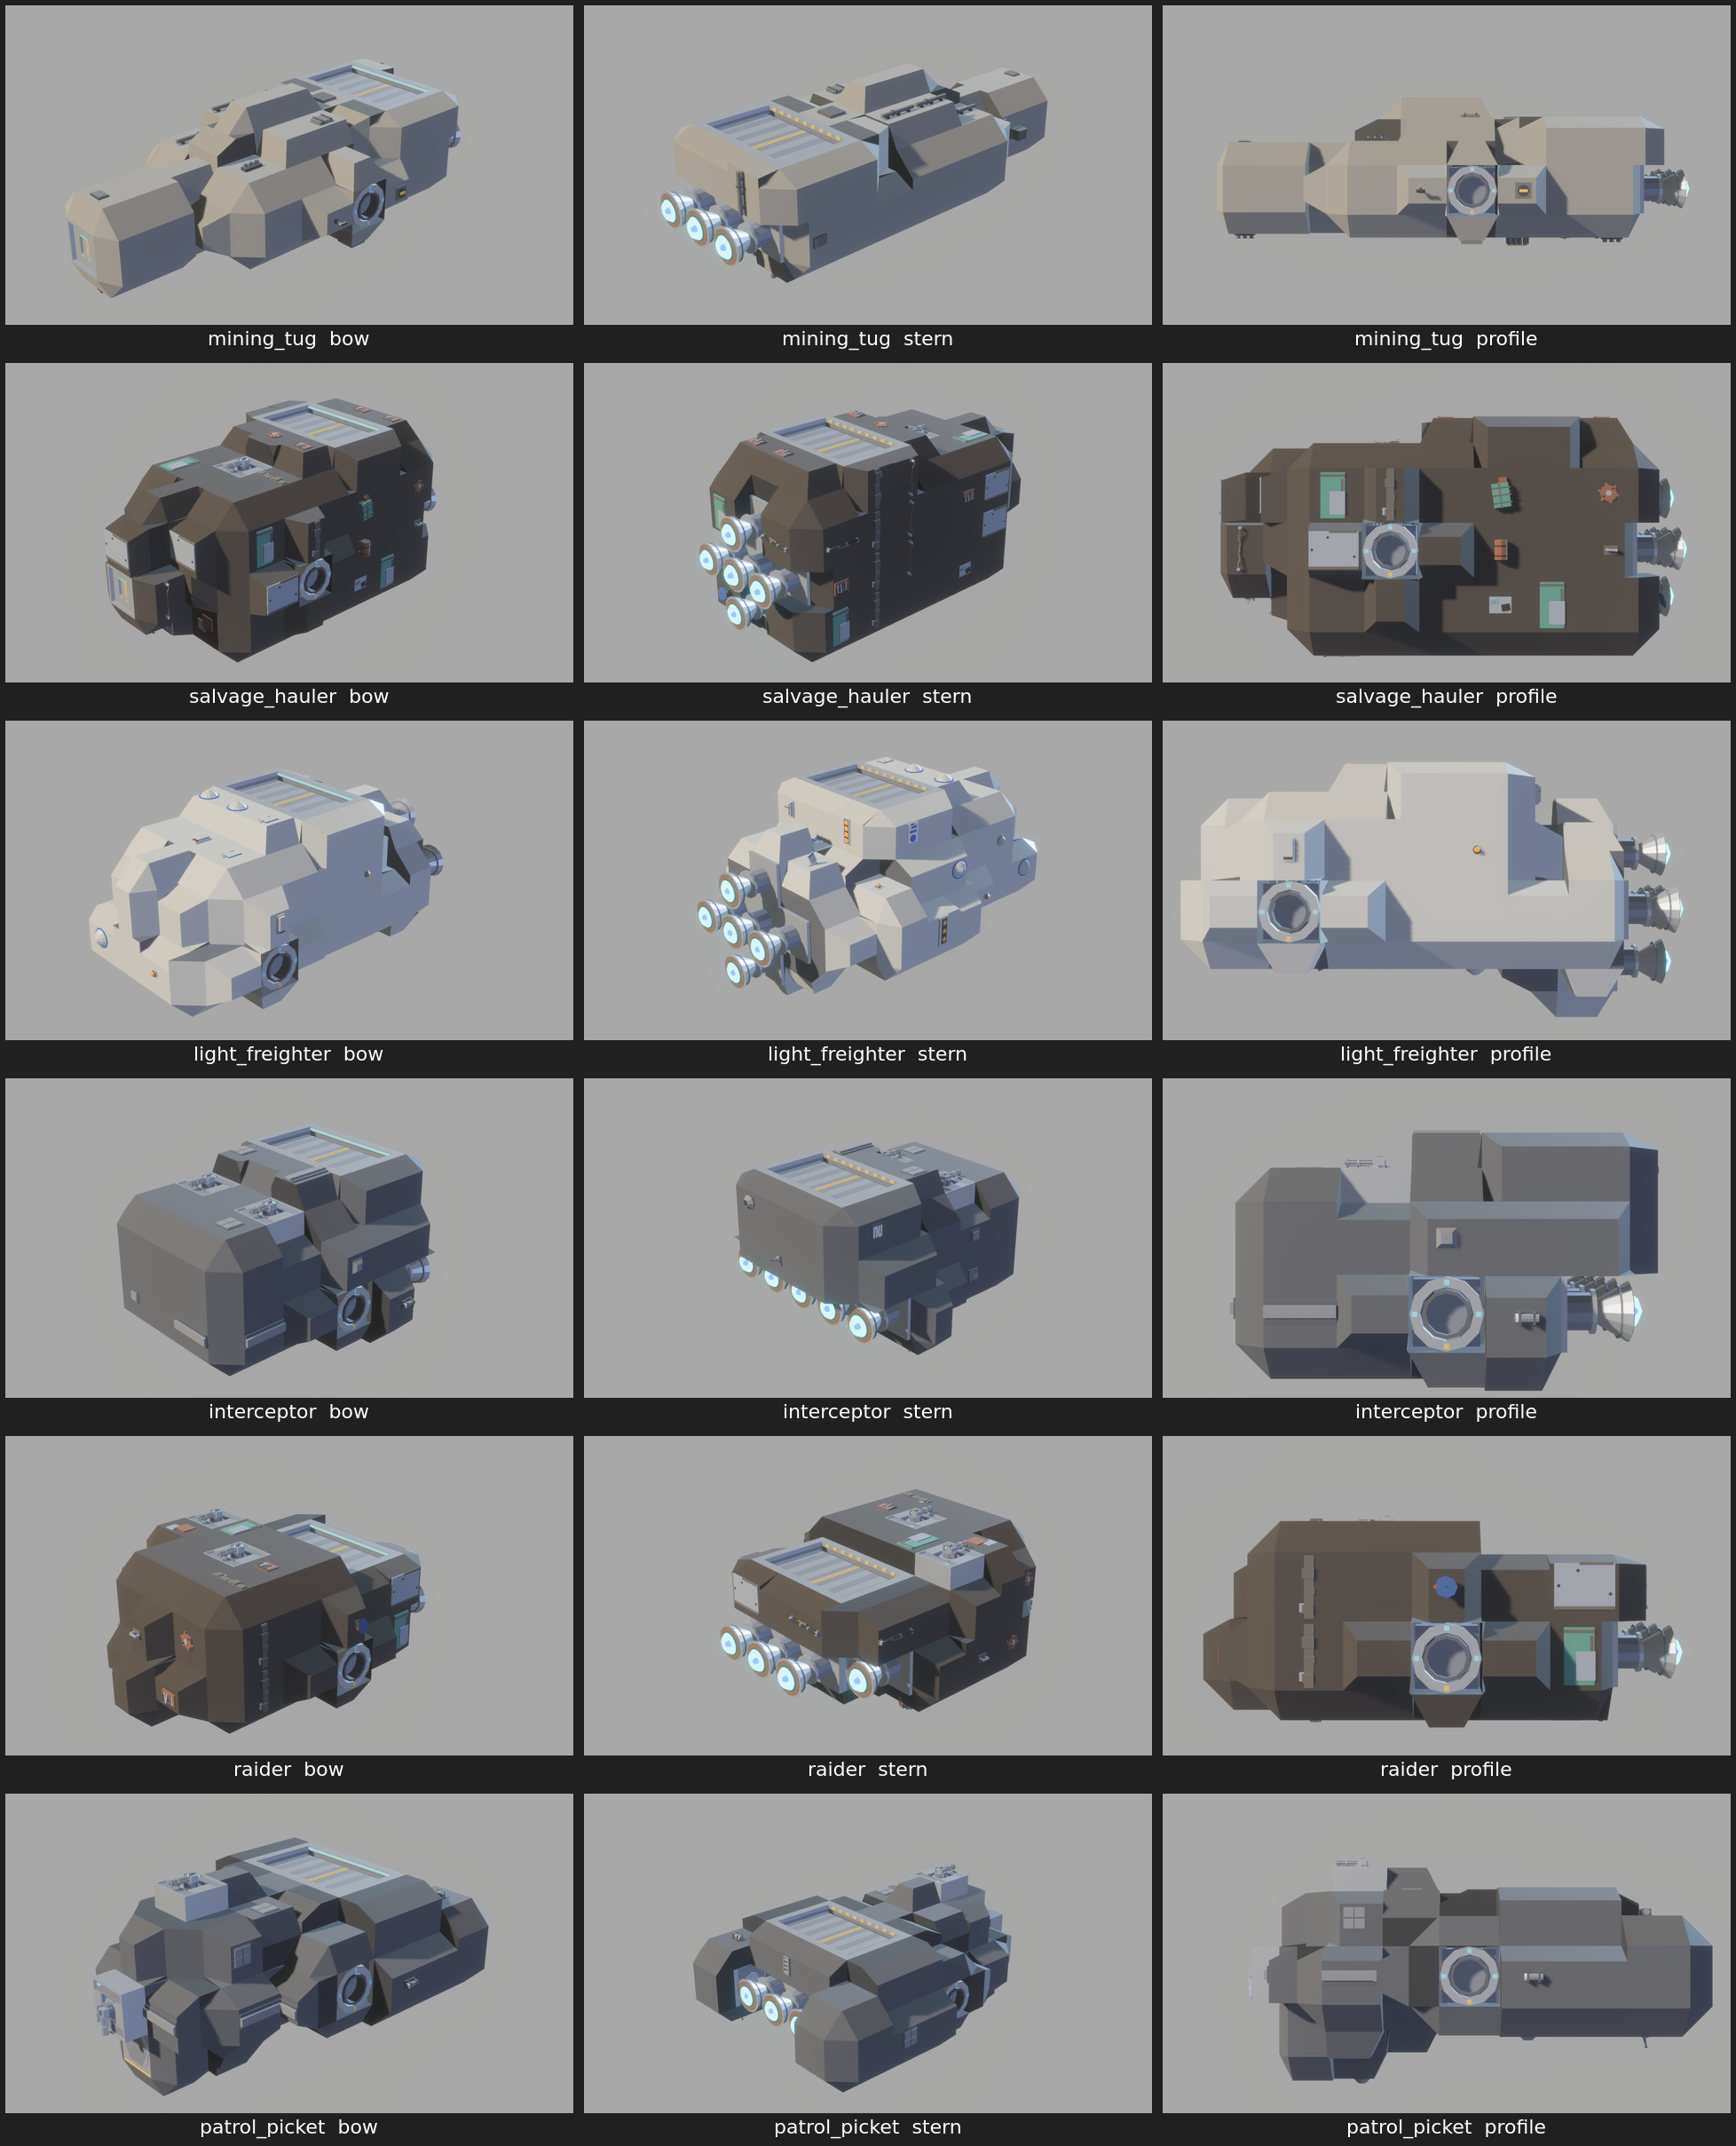 mining_tug bow
mining_tug stern
mining_tug profile
salvage_hauler bow
salvage_hauler stern
salvage_hauler profile
light_freighter bow
light_freighter stern
light_freighter profile
interceptor bow
interceptor stern
interceptor profile
raider bow
raider stern
raider profile
patrol_picket bow
patrol_picket stern
patrol_picket profile